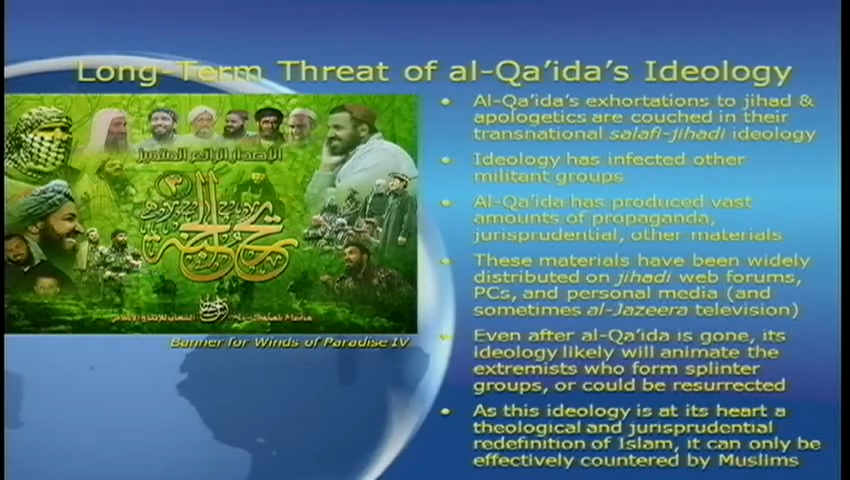 Long-Term Threat of al-Qa'ida's Ideology
الإصدار الرائع المتميز
ريح الجنة
Banner for Winds of Paradise IV
• Al-Qa'ida's exhortations to jihad &
apologetics are couched in their
transnational salafi-jihadi ideology
• Ideology has infected other
militant groups
• Al-Qa'ida has produced vast
amounts of propaganda,
jurisprudential, other materials
• These materials have been widely
distributed on jihadi web forums,
PCs, and personal media (and
sometimes al-Jazeera television)
• Even after al-Qa'ida is gone, its
ideology likely will animate the
extremists who form splinter
groups, or could be resurrected
• As this ideology is at its heart a
theological and jurisprudential
redefinition of Islam, it can only be
effectively countered by Muslims